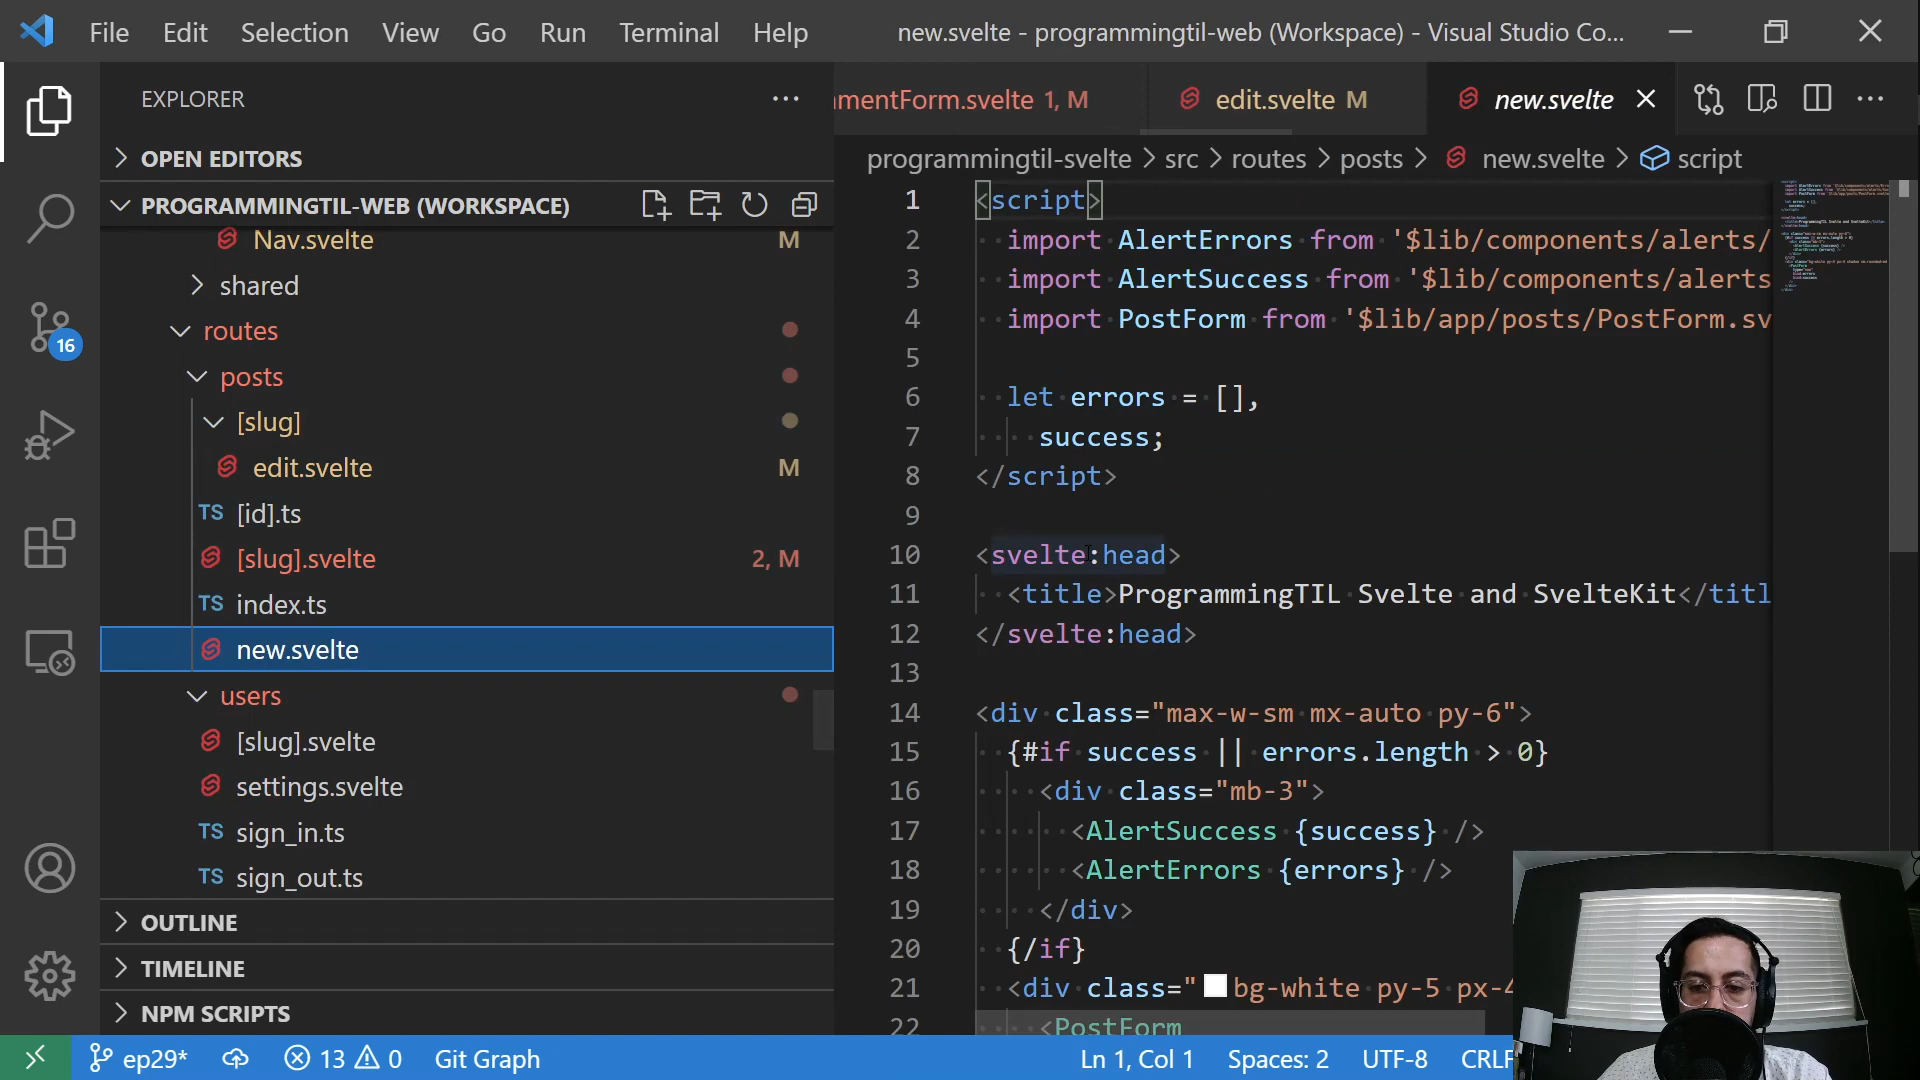 File Edit Selection View Go Run Terminal Help new.svelte - programmingtil-web (Workspace) - Visual Studio Co...
EXPLORER
OPEN EDITORS
PROGRAMMINGTIL-WEB (WORKSPACE)
Nav.svelte M
shared
routes
posts
[slug]
edit.svelte M
TS [id].ts
[slug].svelte 2, M
TS index.ts
new.svelte
users
[slug].svelte
settings.svelte
TS sign_in.ts
TS sign_out.ts
OUTLINE
TIMELINE
NPM SCRIPTS
16
mentForm.svelte 1, M edit.svelte M new.svelte
programmingtil-svelte > src > routes > posts > new.svelte > script
1 <script>
2 import AlertErrors from '$lib/components/alerts/
3 import AlertSuccess from '$lib/components/alerts
4 import PostForm from '$lib/app/posts/PostForm.sv
5
6 let errors = [],
7 success;
8 </script>
9
10 <svelte:head>
11 <title>ProgrammingTIL Svelte and SvelteKit</titl
12 </svelte:head>
13
14 <div class="max-w-sm mx-auto py-6">
15 {#if success || errors.length > 0}
16 <div class="mb-3">
17 <AlertSuccess {success} />
18 <AlertErrors {errors} />
19 </div>
20 {/if}
21 <div class="bg-white py-5 px-4
22 <PostForm
ep29* 13 0 Git Graph Ln 1, Col 1 Spaces: 2 UTF-8 CRLF